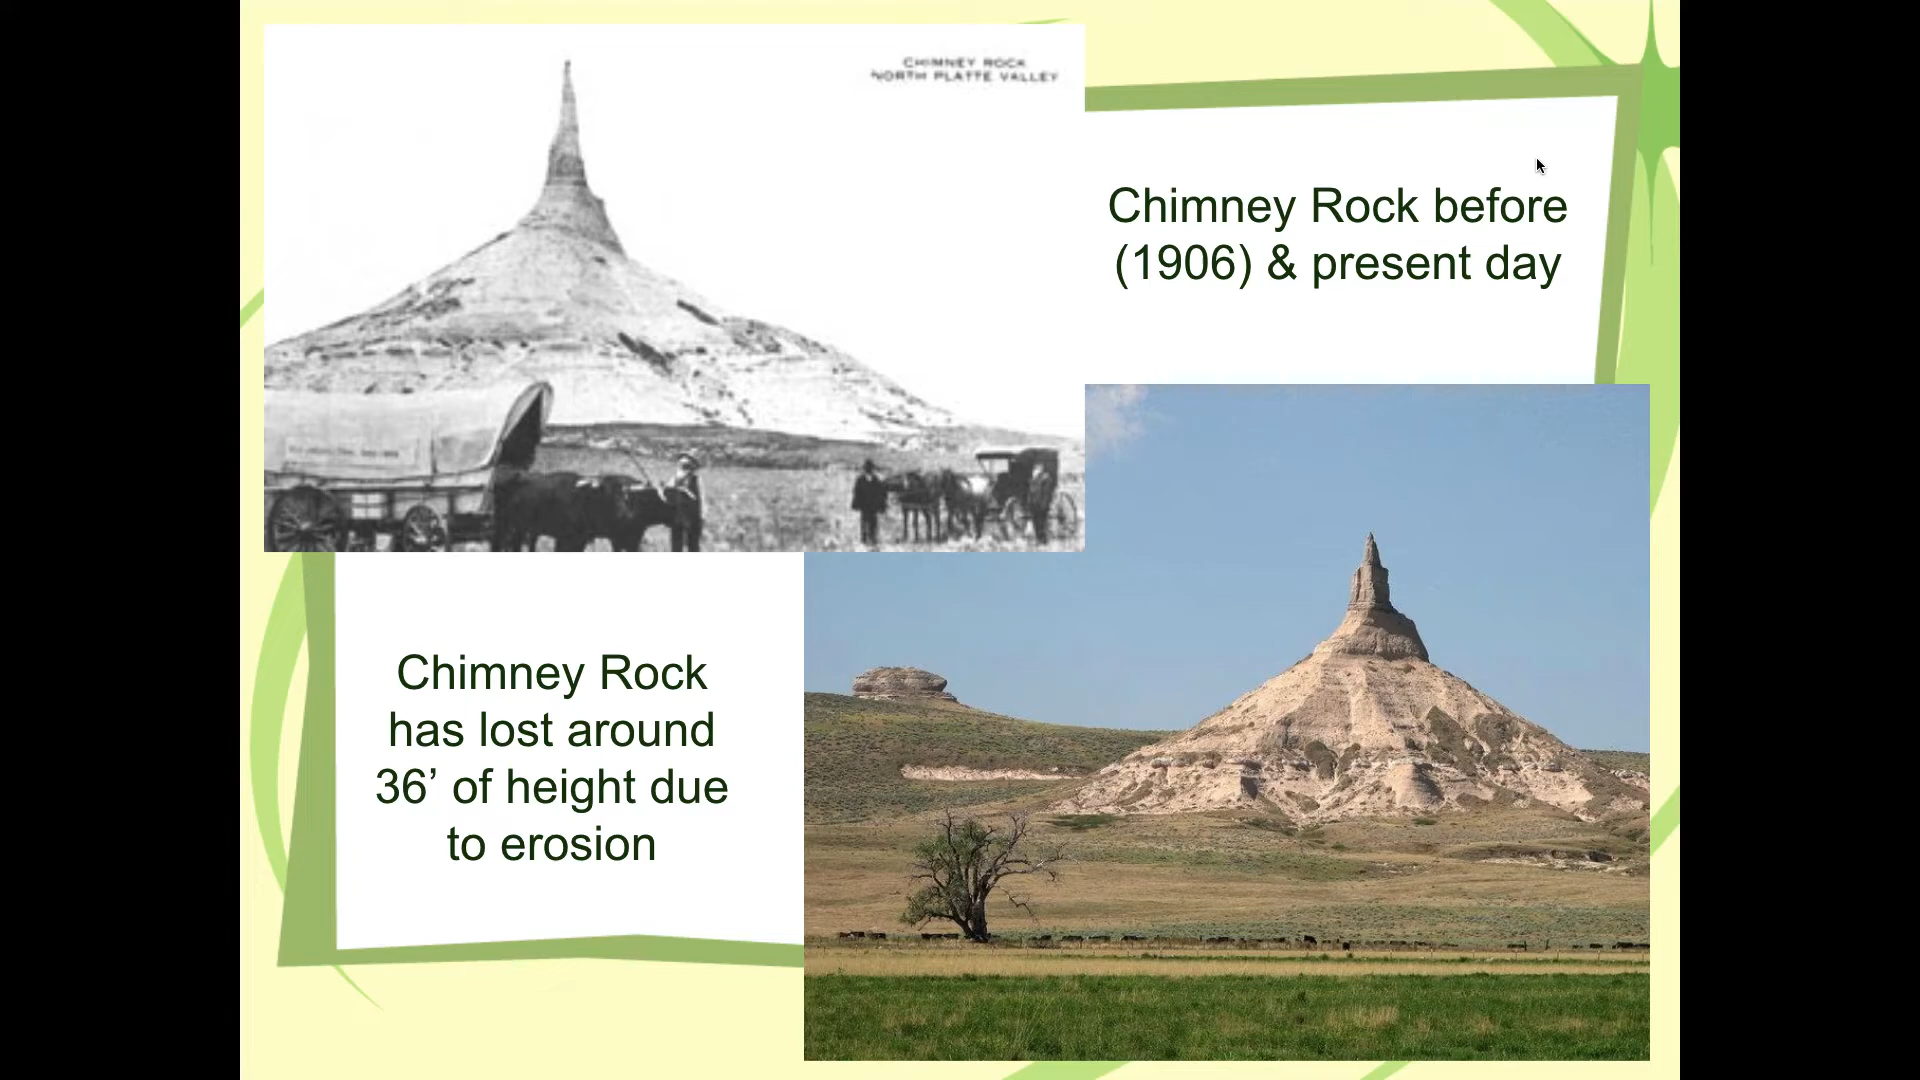 CHIMNEY ROCK
NORTH PLATTE VALLEY
Chimney Rock before
(1906) & present day
Chimney Rock
has lost around
36’ of height due
to erosion